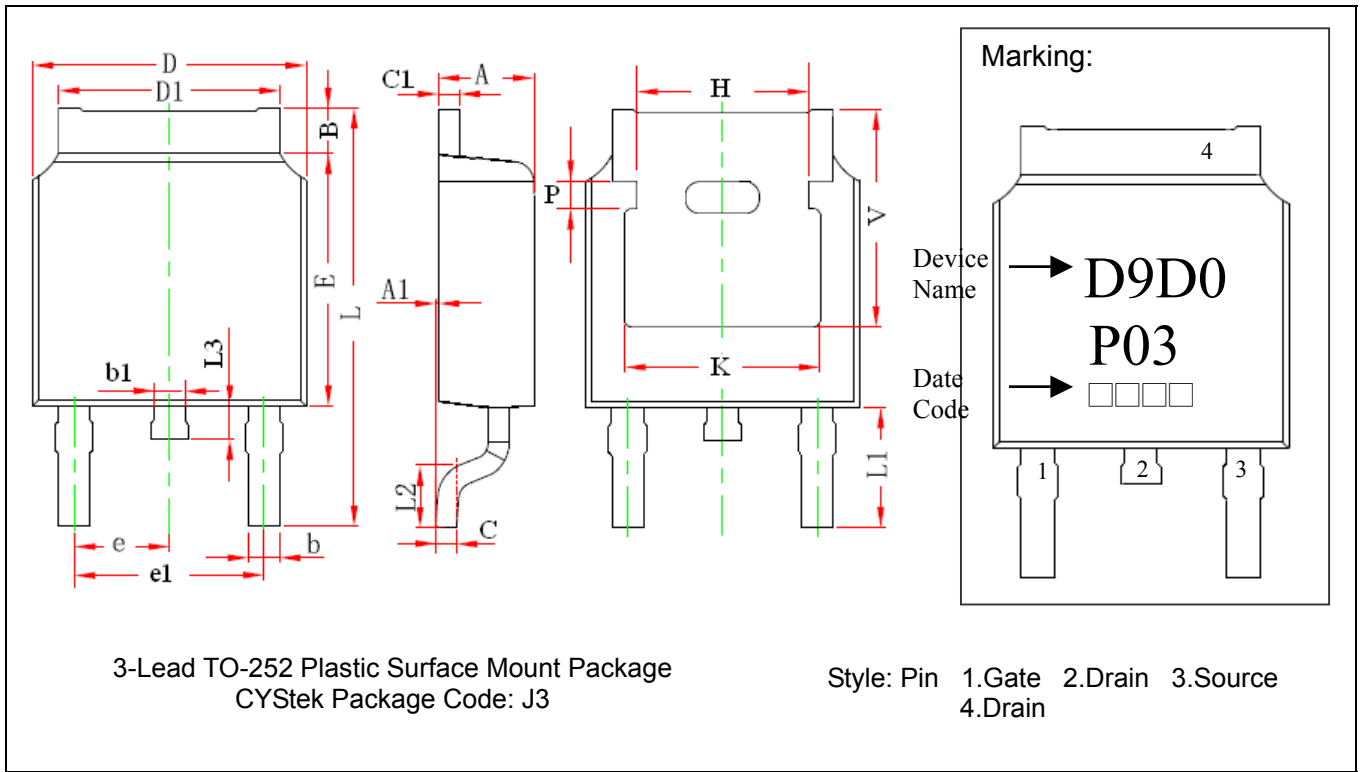 D
D1
B
E
L
L3
b1
e
e1
b
C1
A
A1
L2
C
H
P
V
K
L1
Marking:
4
Device
Name
D9D0
P03
Date
Code
□□□□
1
2
3
3-Lead TO-252 Plastic Surface Mount Package
CYStek Package Code: J3
Style: Pin 1.Gate 2.Drain 3.Source
4.Drain